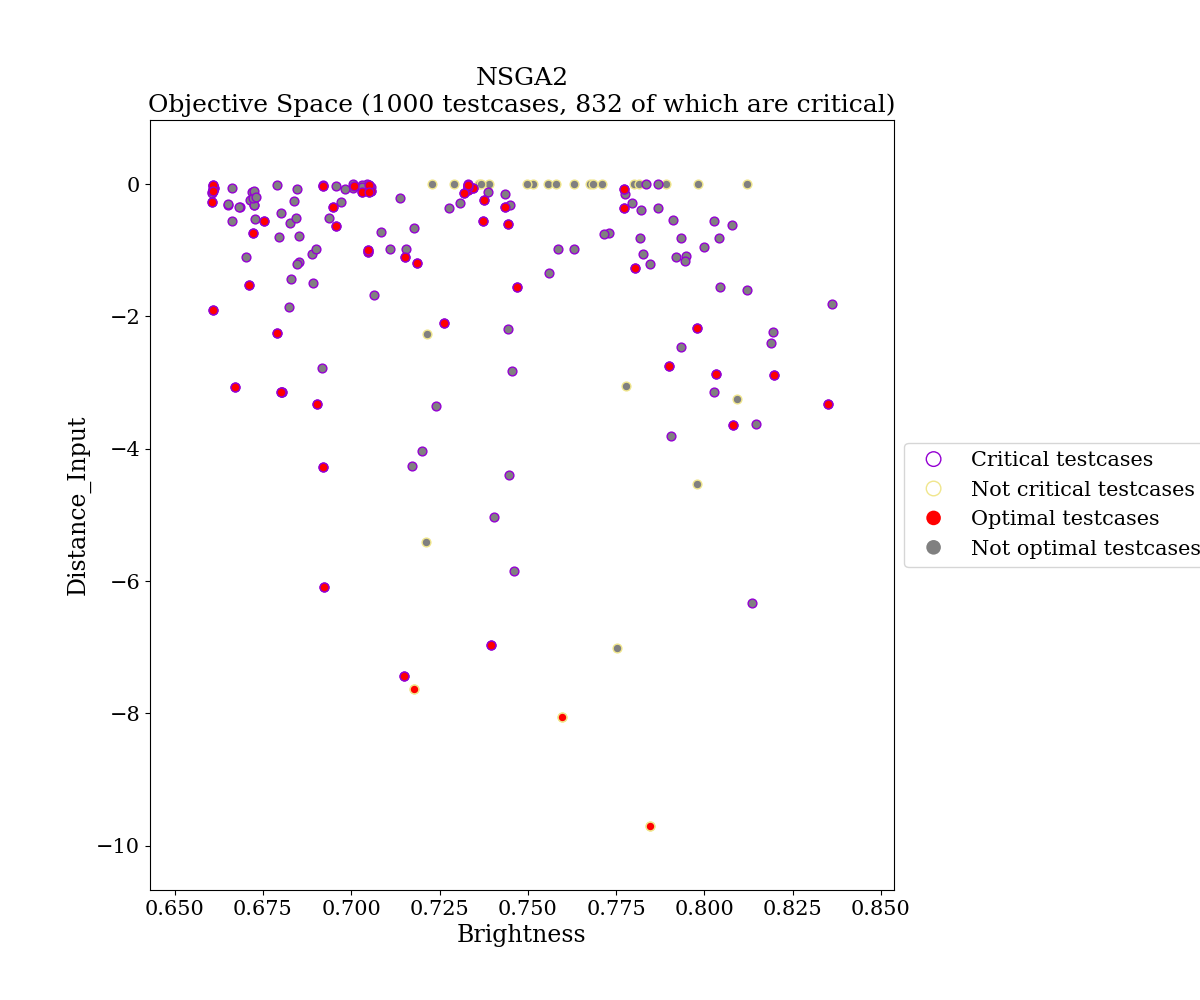 NSGA2
Objective Space (1000 testcases, 832 of which are critical)
0
−2
−4
−6
−8
−10
Distance_Input
0.650 0.675 0.700 0.725 0.750 0.775 0.800 0.825 0.850
Brightness
Critical testcases
Not critical testcases
Optimal testcases
Not optimal testcases